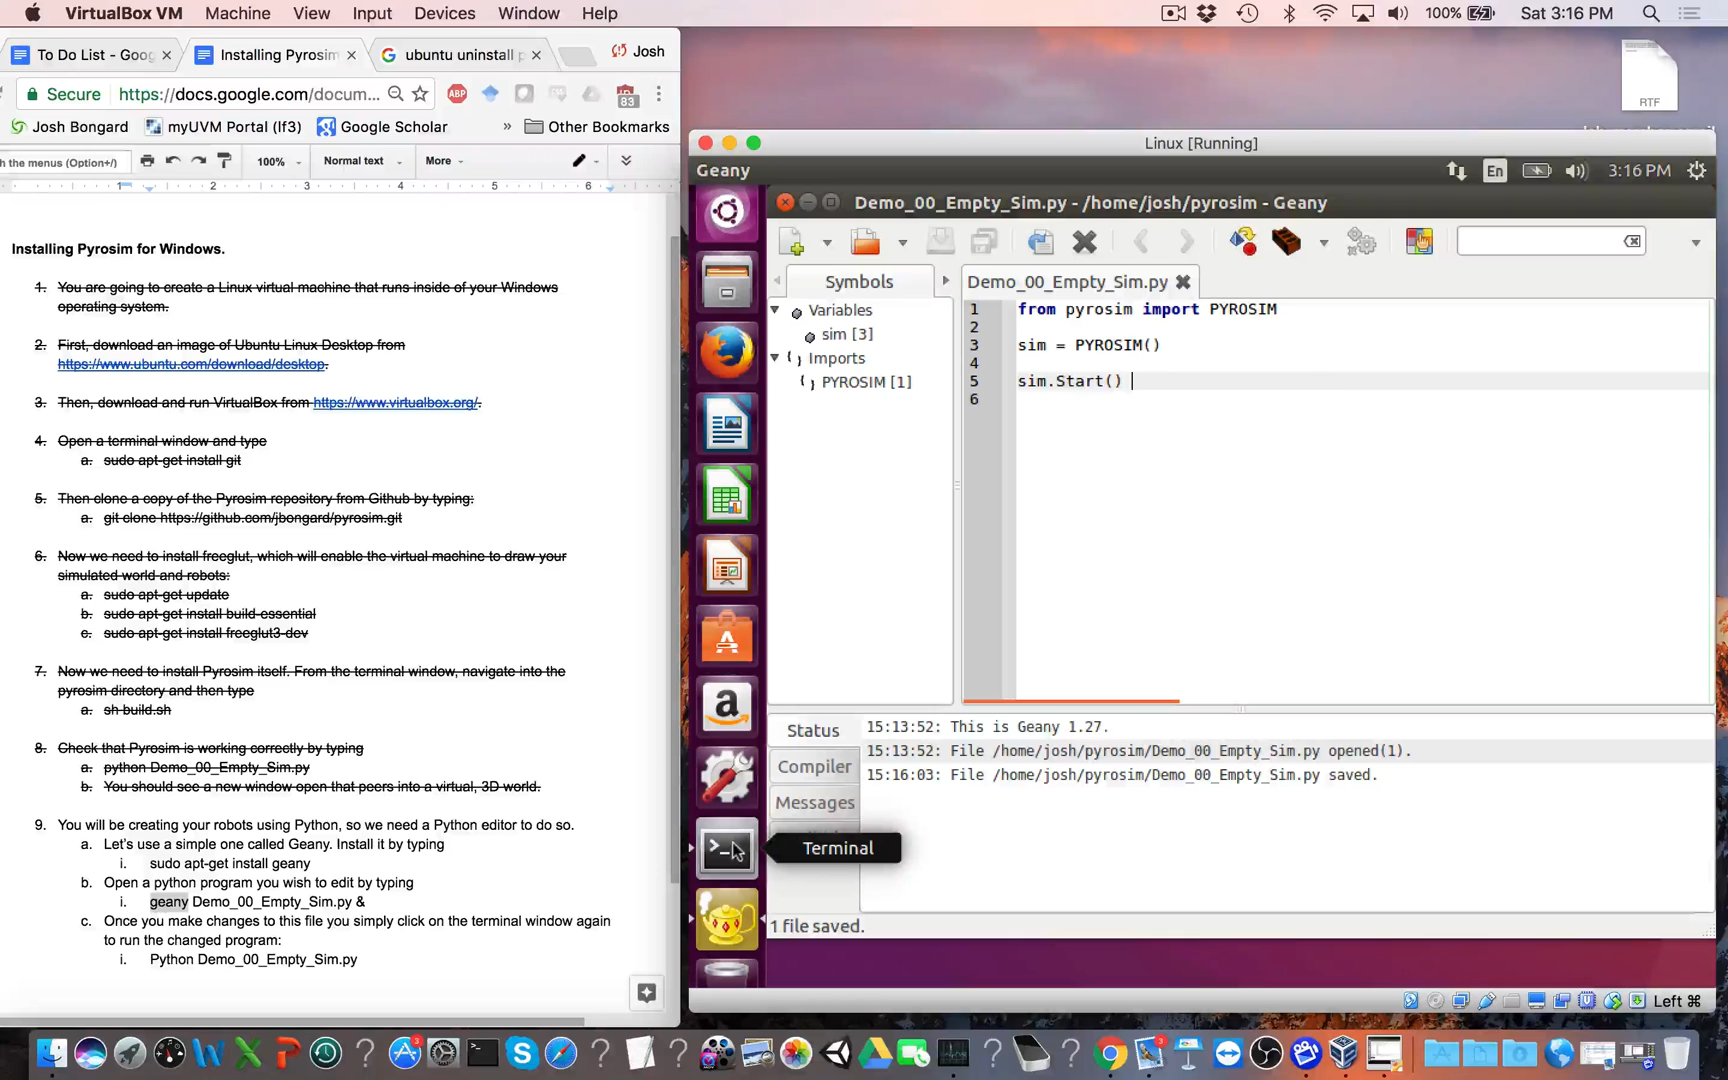 VirtualBox VM Machine View Input Devices Window Help
100% Sat 3:16 PM
To Do List - Goog
Installing Pyrosim
ubuntu uninstall p
Josh
Secure https://docs.google.com/docum...
ABP
83
Josh Bongard myUVM Portal (lf3) Google Scholar » Other Bookmarks
h the menus (Option+/) 100% Normal text More
1 2 3 4 5 6
Installing Pyrosim for Windows.
1. You are going to create a Linux virtual machine that runs inside of your Windows
operating system.
2. First, download an image of Ubuntu Linux Desktop from
https://www.ubuntu.com/download/desktop.
3. Then, download and run VirtualBox from https://www.virtualbox.org/.
4. Open a terminal window and type
a. sudo apt-get install git
5. Then clone a copy of the Pyrosim repository from Github by typing:
a. git clone https://github.com/jbongard/pyrosim.git
6. Now we need to install freeglut, which will enable the virtual machine to draw your
simulated world and robots:
a. sudo apt-get update
b. sudo apt-get install build-essential
c. sudo apt-get install freeglut3-dev
7. Now we need to install Pyrosim itself. From the terminal window, navigate into the
pyrosim directory and then type
a. sh build.sh
8. Check that Pyrosim is working correctly by typing
a. python Demo_00_Empty_Sim.py
b. You should see a new window open that peers into a virtual, 3D world.
9. You will be creating your robots using Python, so we need a Python editor to do so.
a. Let's use a simple one called Geany. Install it by typing
i. sudo apt-get install geany
b. Open a python program you wish to edit by typing
i. geany Demo_00_Empty_Sim.py &
c. Once you make changes to this file you simply click on the terminal window again
to run the changed program:
i. Python Demo_00_Empty_Sim.py
RTF
Linux [Running]
Geany En 3:16 PM
Demo_00_Empty_Sim.py - /home/josh/pyrosim - Geany
Symbols
Variables
sim [3]
Imports
PYROSIM [1]
Demo_00_Empty_Sim.py
1 from pyrosim import PYROSIM
2
3 sim = PYROSIM()
4
5 sim.Start()
6
Status
Compiler
Messages
15:13:52: This is Geany 1.27.
15:13:52: File /home/josh/pyrosim/Demo_00_Empty_Sim.py opened(1).
15:16:03: File /home/josh/pyrosim/Demo_00_Empty_Sim.py saved.
Terminal
1 file saved.
Left ⌘